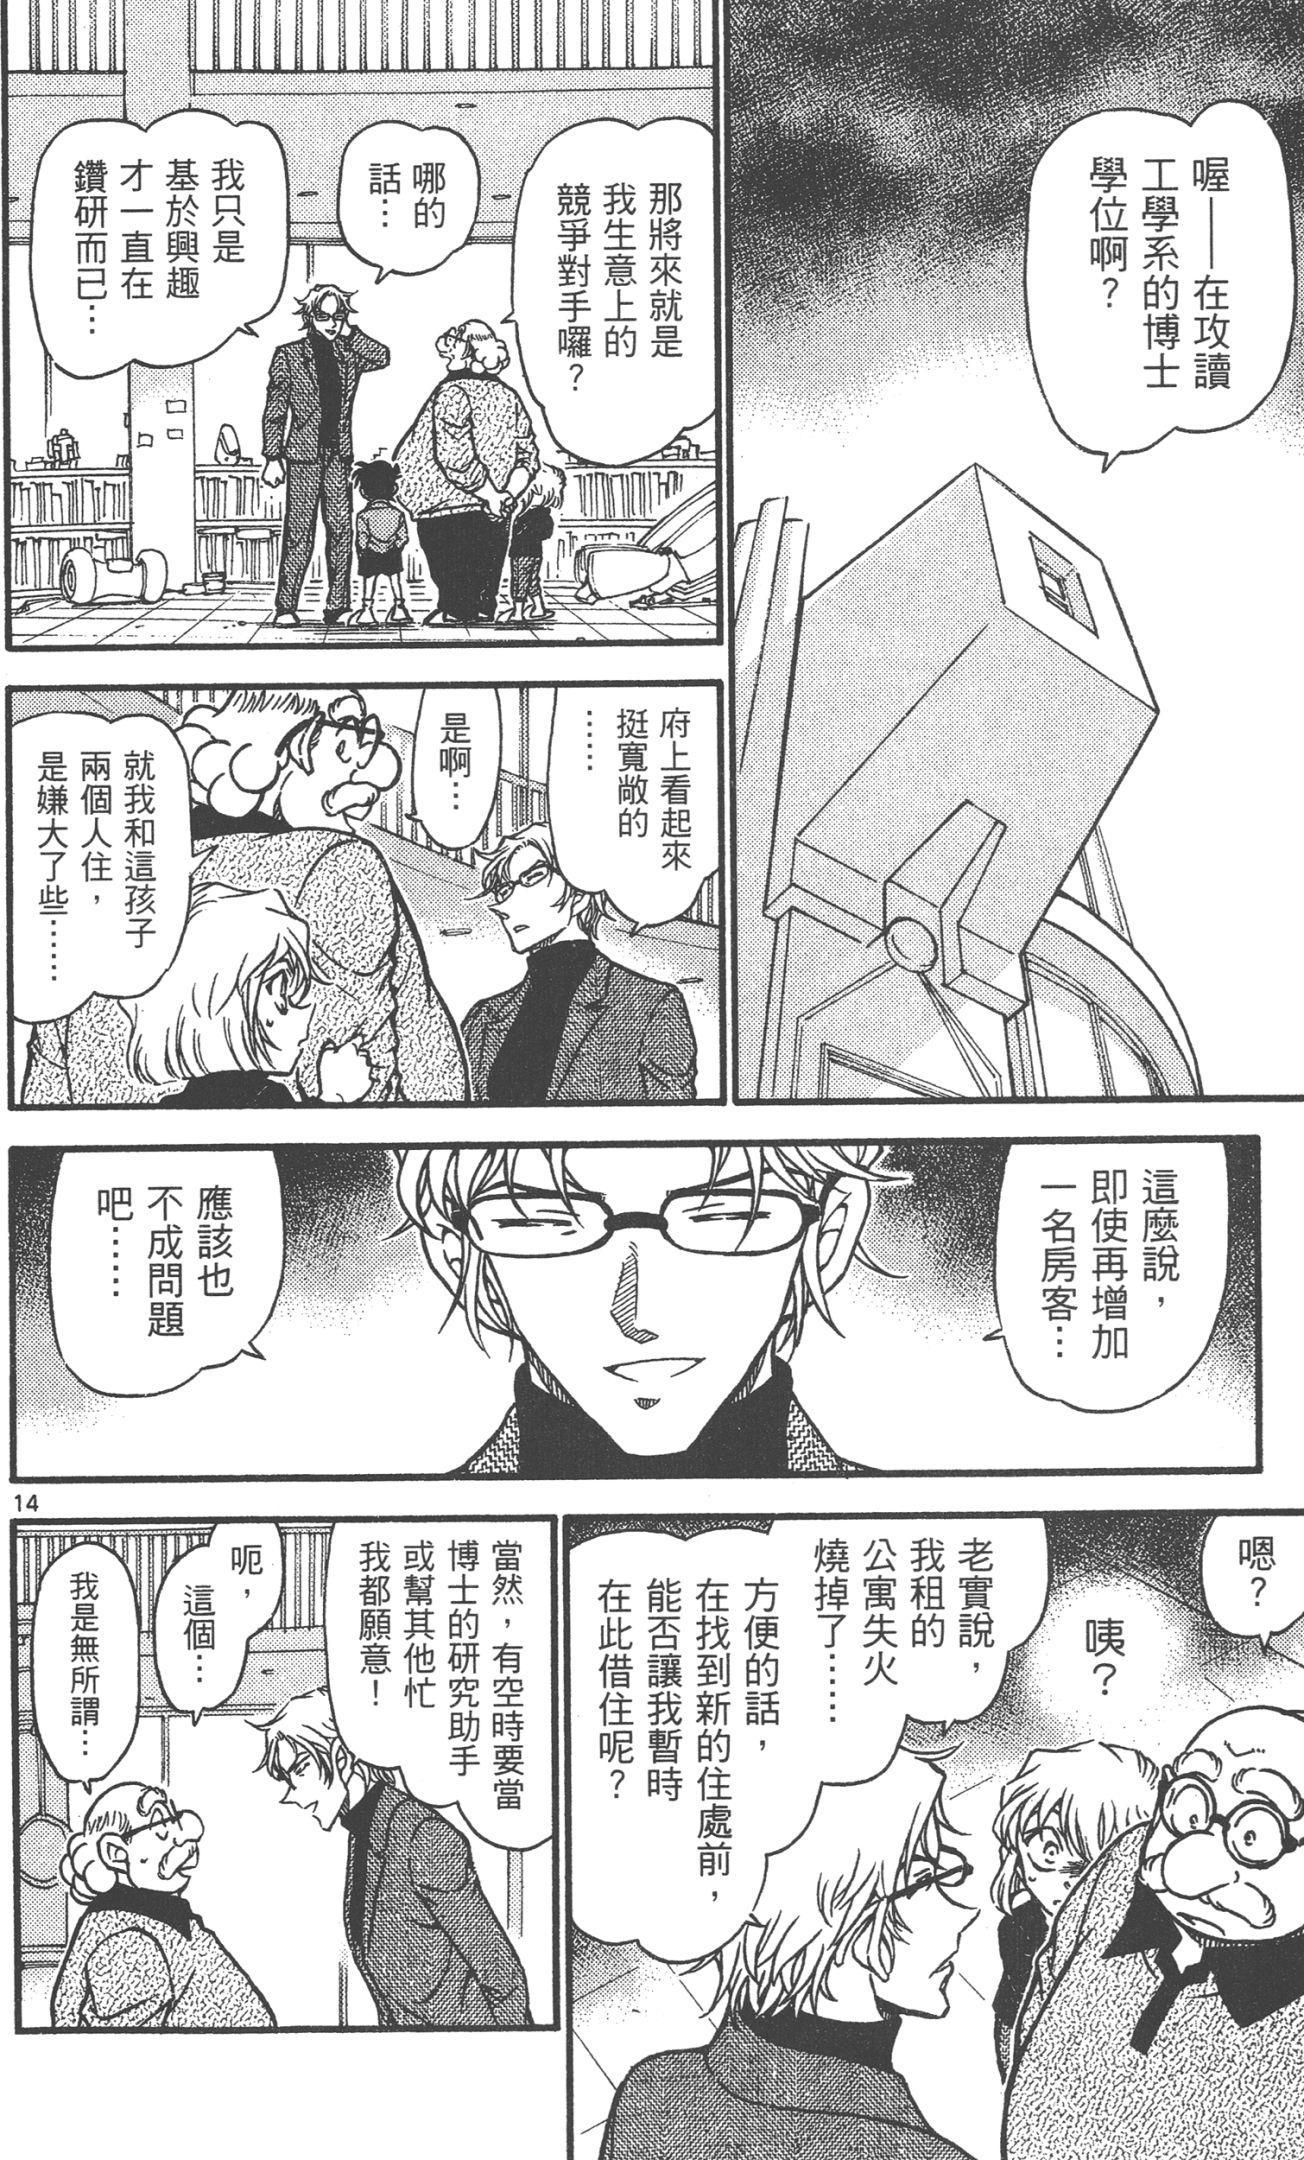 喔——在攻讀
工學系的博士
學位啊？
那將來就是
我生意上的
競爭對手囉？
哪的
話…
我只是
基於興趣
才一直在
鑽研而已…
府上看起來
挺寬敞的
……
是啊…
就我和這孩子
兩個人住，
是嫌大了些……
這麼說，
即使再增加
一名房客…
應該也
不成問題
吧……
嗯？
咦？
老實說，
我租的
公寓失火
燒掉了……
方便的話，
在找到新的住處前，
能否讓我暫時
在此借住呢？
當然，有空時要當
博士的研究助手
或幫其他忙
我都願意！
呃，
這個…
我是無所謂…
14